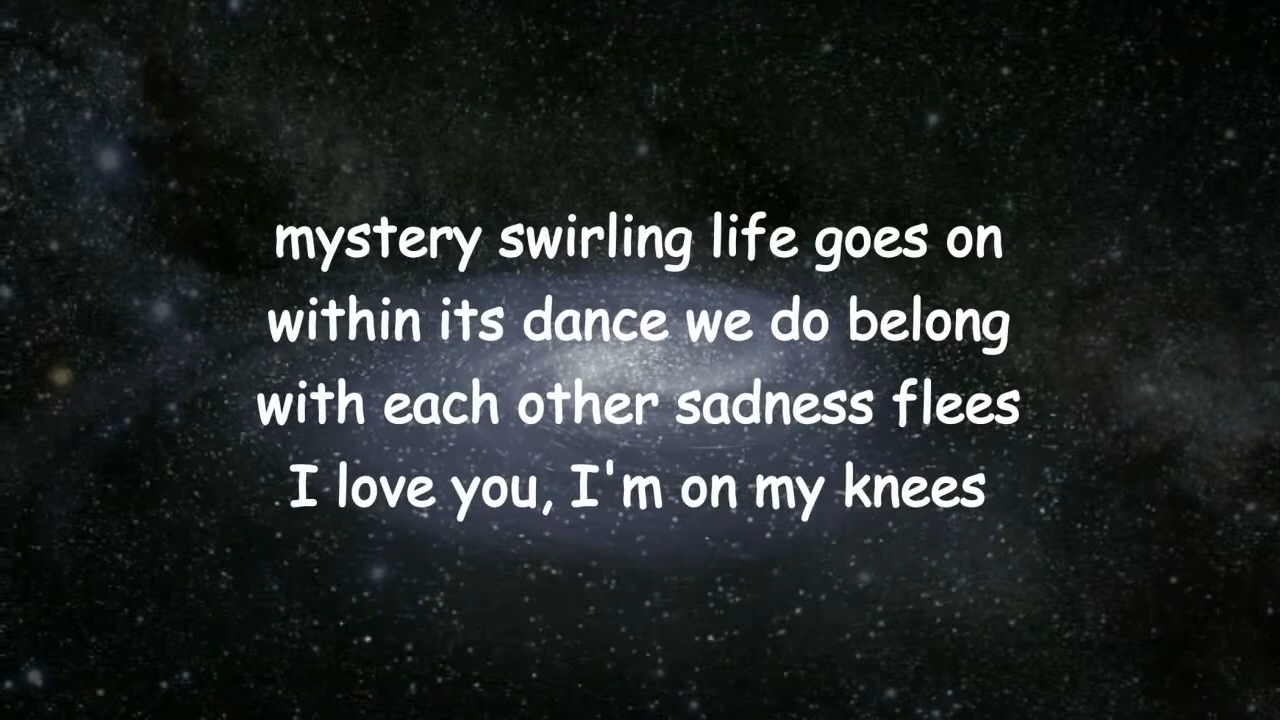 mystery swirling life goes on
within its dance we do belong
with each other sadness flees
I love you, I'm on my knees